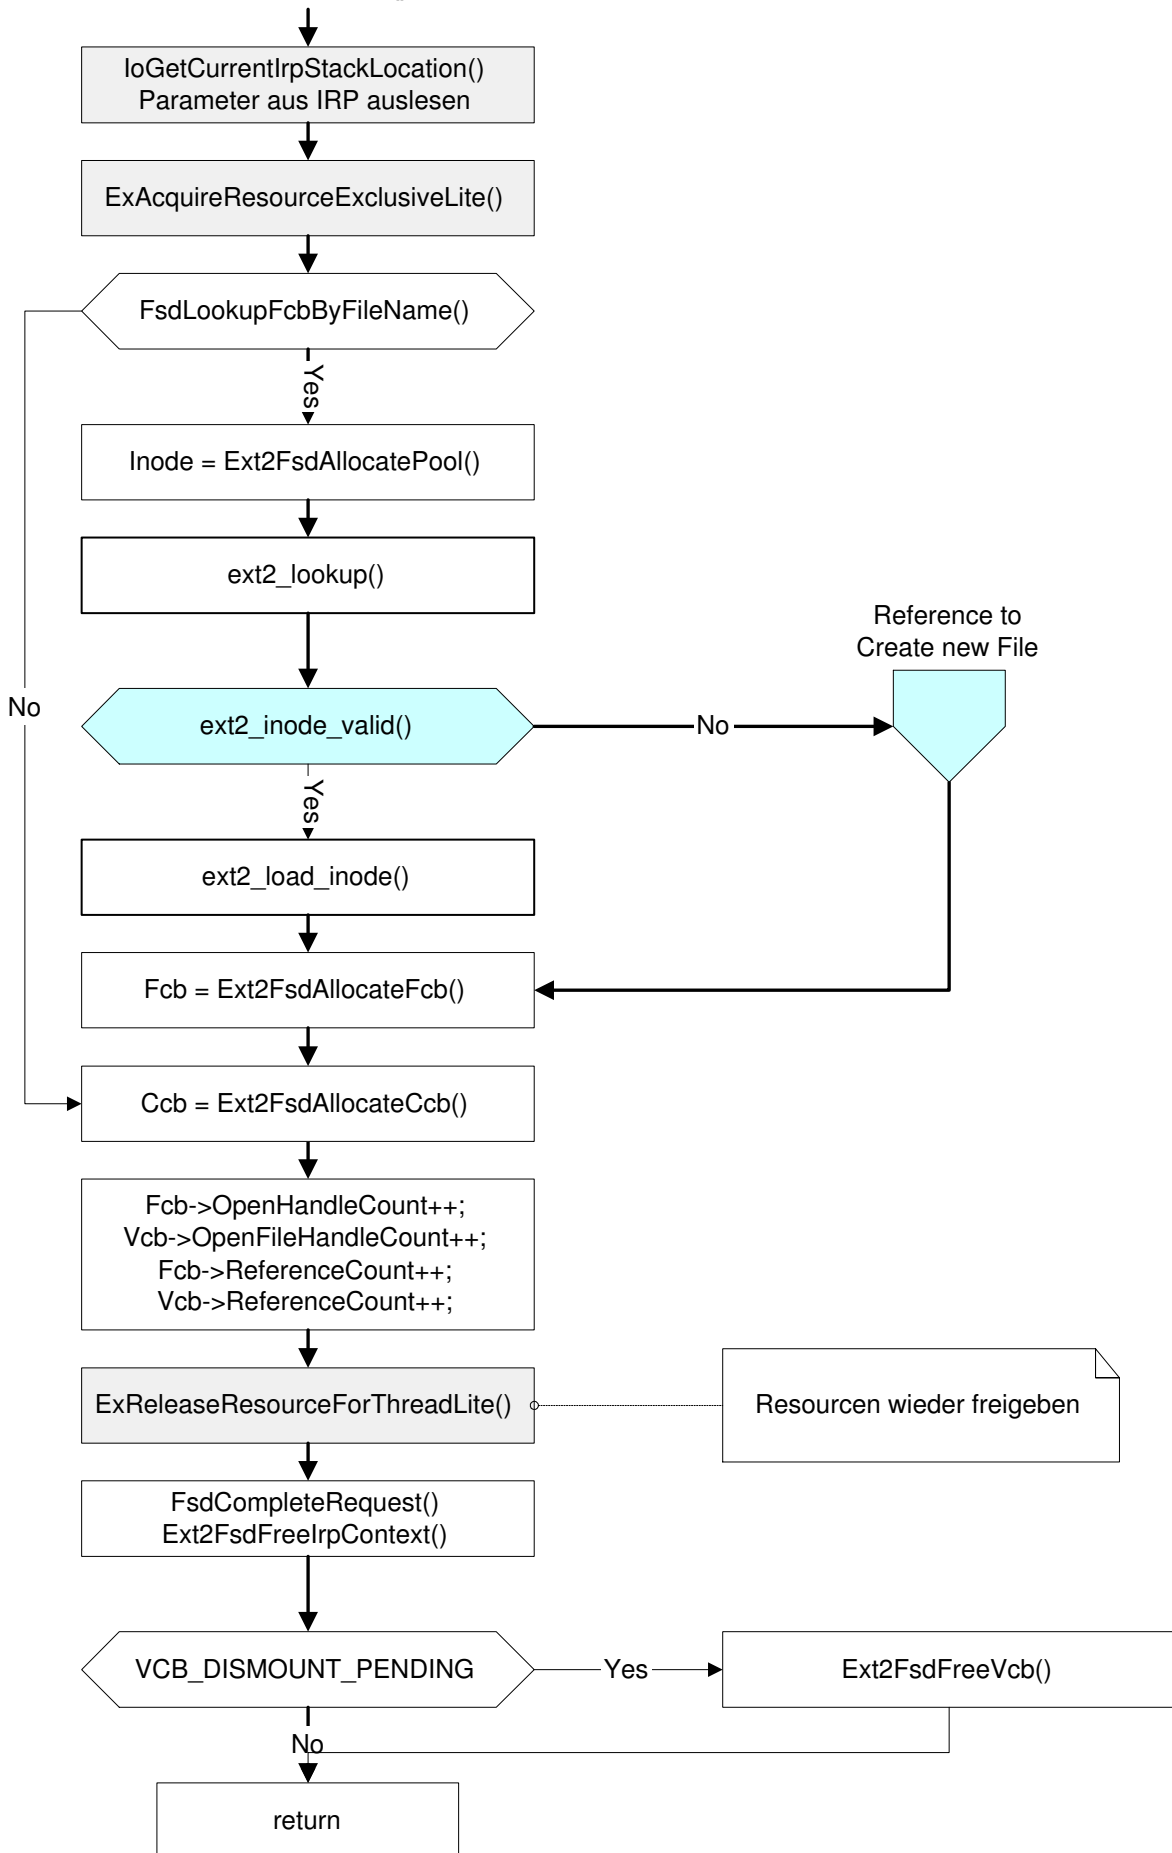 IoGetCurrentIrpStackLocation()
Parameter aus IRP auslesen
ExAcquireResourceExclusiveLite()
FsdLookupFcbByFileName()
Yes
Inode = Ext2FsdAllocatePool()
ext2_lookup()
Reference to
Create new File
No
ext2_inode_valid()
No
Yes
ext2_load_inode()
Fcb = Ext2FsdAllocateFcb()
Ccb = Ext2FsdAllocateCcb()
Fcb->OpenHandleCount++;
Vcb->OpenFileHandleCount++;
Fcb->ReferenceCount++;
Vcb->ReferenceCount++;
ExReleaseResourceForThreadLite()
Resourcen wieder freigeben
FsdCompleteRequest()
Ext2FsdFreeIrpContext()
VCB_DISMOUNT_PENDING
Yes
Ext2FsdFreeVcb()
No
return